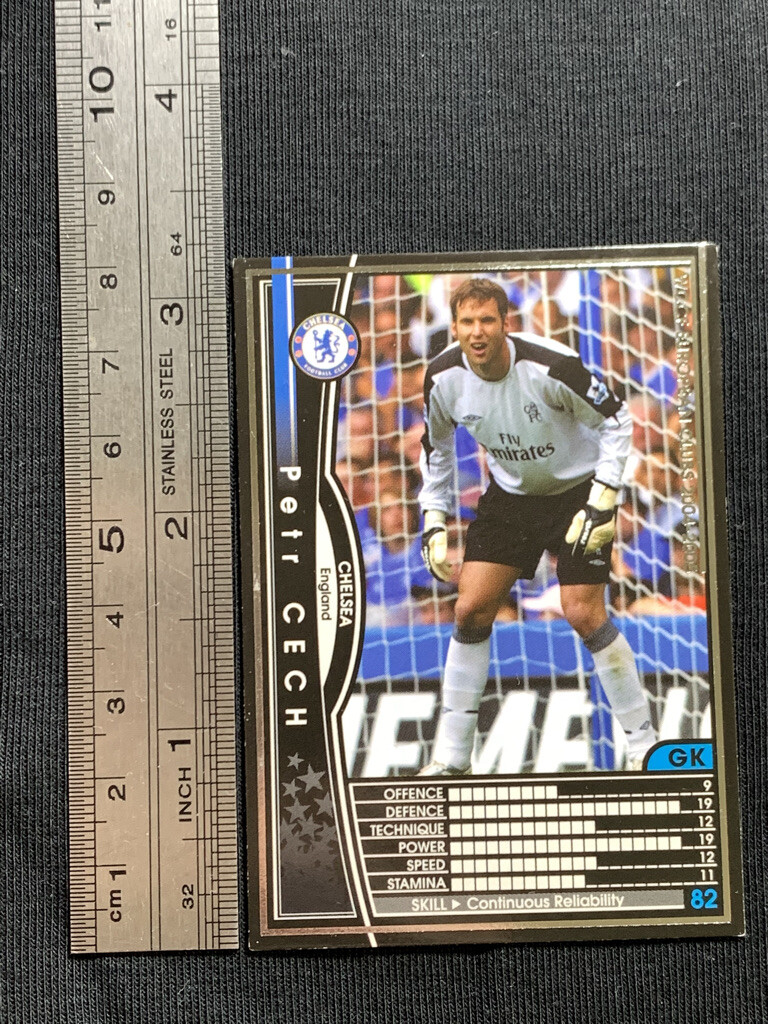 11
10
9
8
7
6
5
4
3
2
cm 1
16
4
64
3
STAINLESS STEEL
2
1
INCH
32
CHELSEA
FOOTBALL CLUB
Petr CECH
CHELSEA
England
Fly
Emirates
GK
OFFENCE 9
DEFENCE 19
TECHNIQUE 12
POWER 19
SPEED 12
STAMINA 11
SKILL ▶ Continuous Reliability 82